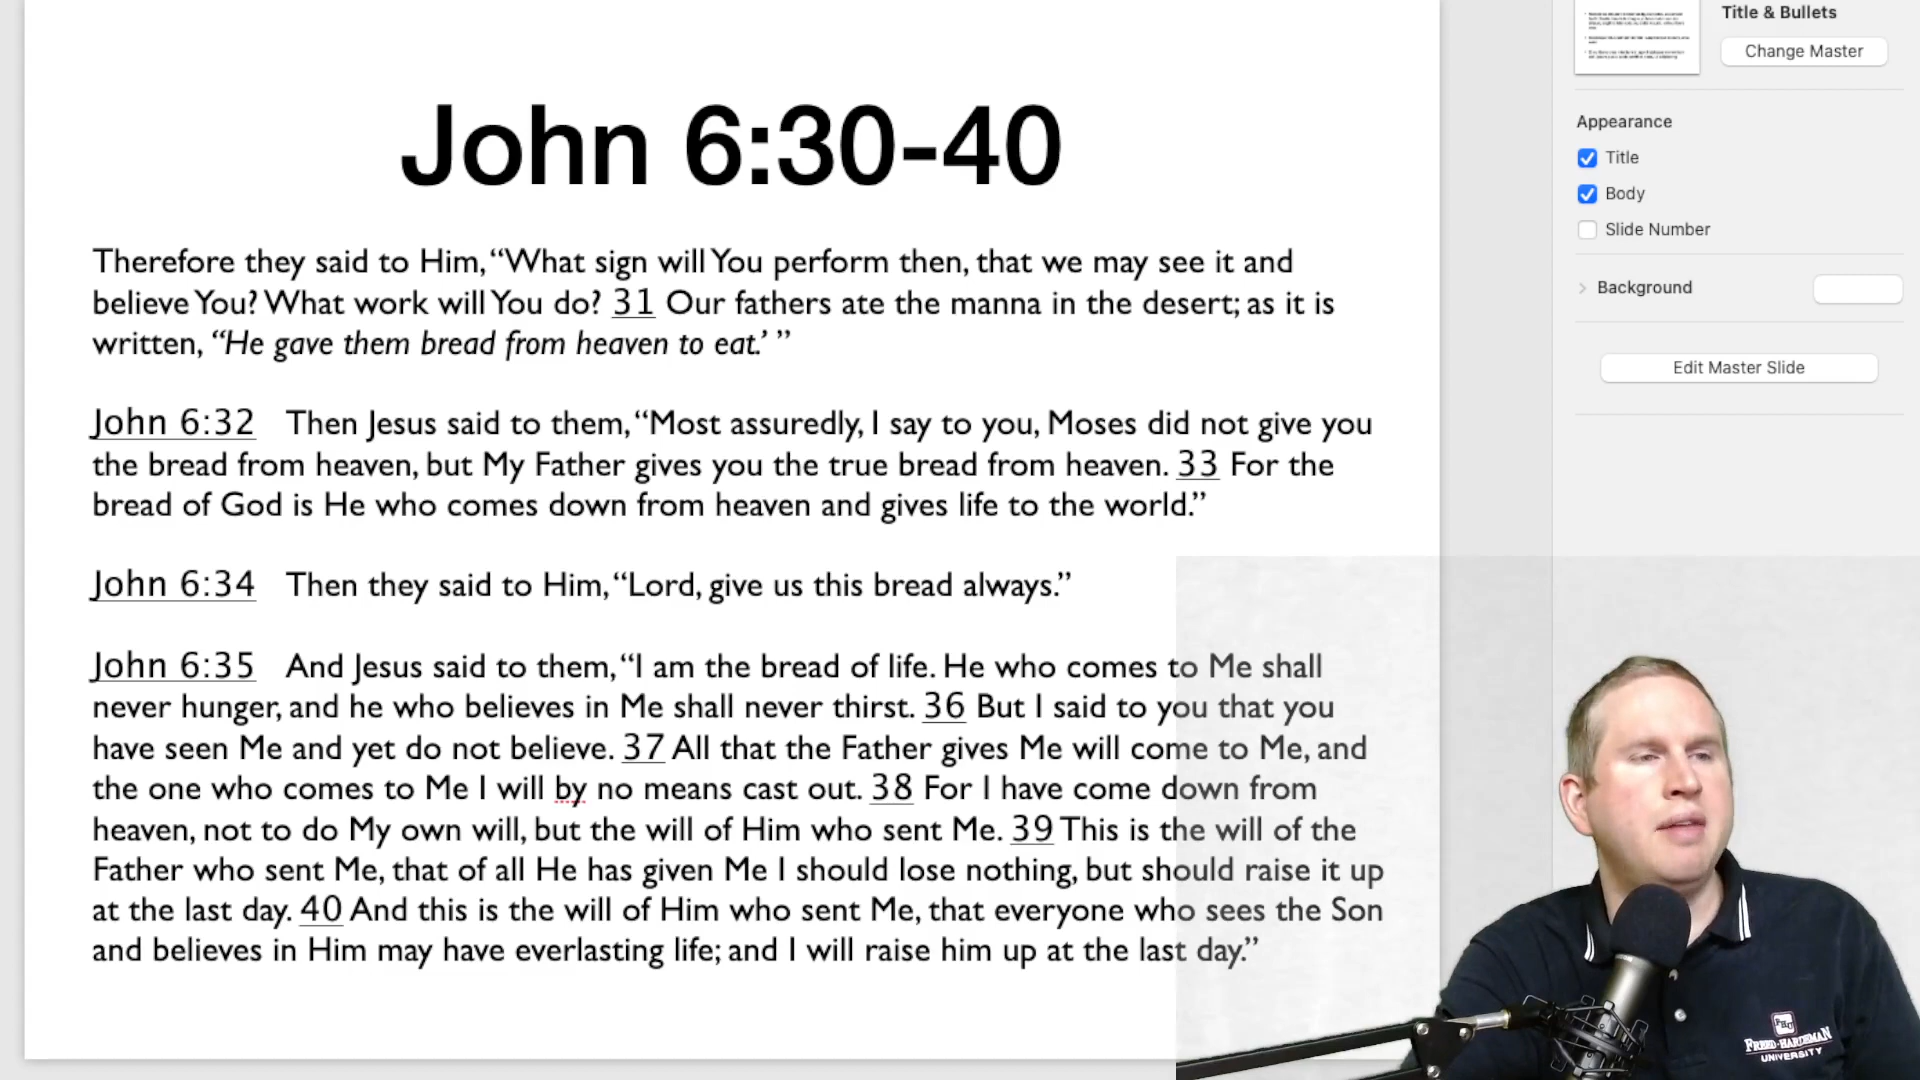 John 6:30-40
Therefore they said to Him, “What sign will You perform then, that we may see it and
believe You? What work will You do? 31 Our fathers ate the manna in the desert; as it is
written, “He gave them bread from heaven to eat.’ ”
John 6:32 Then Jesus said to them, “Most assuredly, I say to you, Moses did not give you
the bread from heaven, but My Father gives you the true bread from heaven. 33 For the
bread of God is He who comes down from heaven and gives life to the world.”
John 6:34 Then they said to Him, “Lord, give us this bread always.”
John 6:35 And Jesus said to them, “I am the bread of life. He who comes to Me shall
never hunger, and he who believes in Me shall never thirst. 36 But I said to you that you
have seen Me and yet do not believe. 37 All that the Father gives Me will come to Me, and
the one who comes to Me I will by no means cast out. 38 For I have come down from
heaven, not to do My own will, but the will of Him who sent Me. 39 This is the will of the
Father who sent Me, that of all He has given Me I should lose nothing, but should raise it up
at the last day. 40 And this is the will of Him who sent Me, that everyone who sees the Son
and believes in Him may have everlasting life; and I will raise him up at the last day.”
Title & Bullets
Change Master
Appearance
Title
Body
Slide Number
Background
Edit Master Slide
FHU
FREED-HARDEMAN
UNIVERSITY